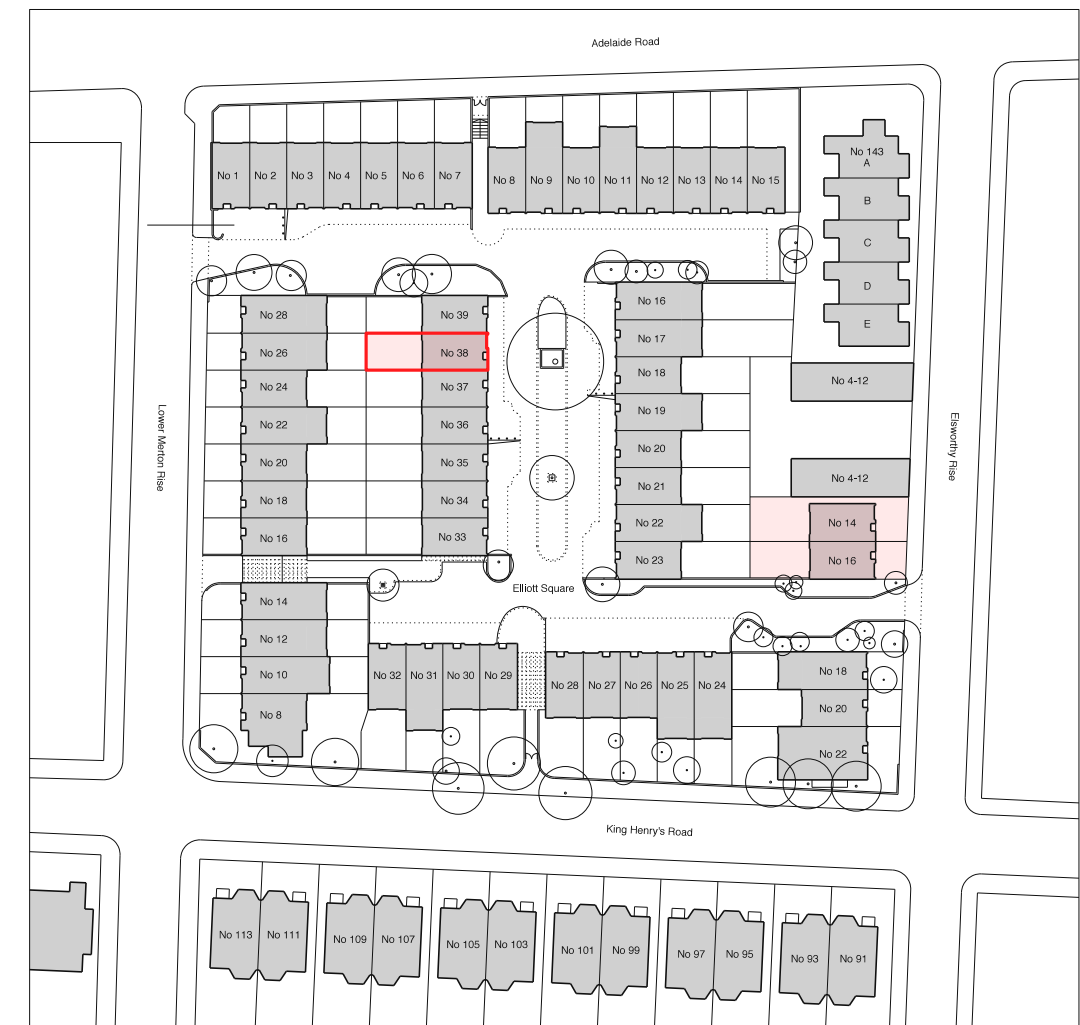 Adelaide Road
No 1 No 2 No 3 No 4 No 5 No 6 No 7
No 8 No 9 No 10 No 11 No 12 No 13 No 14 No 15
No 143
A
B
C
D
E
No 28
No 26
No 24
No 22
No 20
No 18
No 16
No 39
No 38
No 37
No 36
No 35
No 34
No 33
No 16
No 17
No 18
No 19
No 20
No 21
No 22
No 23
No 4-12
No 4-12
No 14
No 16
Lower Merton Rise
Elsworthy Rise
Elliott Square
No 14
No 12
No 10
No 8
No 32 No 31 No 30 No 29
No 28 No 27 No 26 No 25 No 24
No 18
No 20
No 22
King Henry's Road
No 113 No 111
No 109 No 107
No 105 No 103
No 101 No 99
No 97 No 95
No 93 No 91